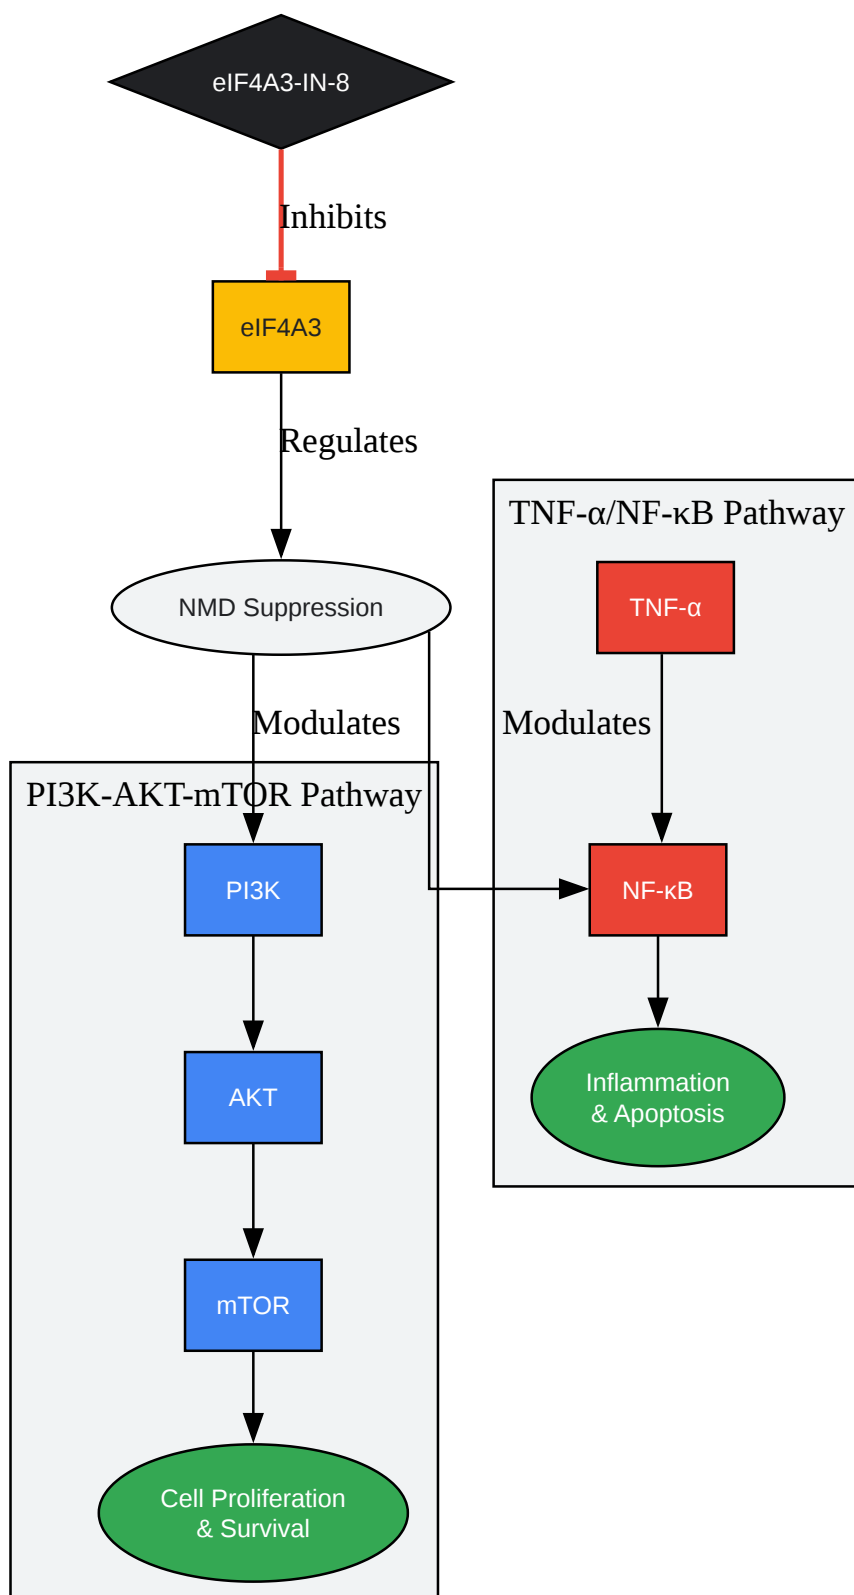 eIF4A3-IN-8
Inhibits
eIF4A3
Regulates
TNF-α/NF-κB Pathway
NMD Suppression
TNF-α
Modulates
Modulates
PI3K-AKT-mTOR Pathway
PI3K
NF-κB
AKT
Inflammation
& Apoptosis
mTOR
Cell Proliferation
& Survival